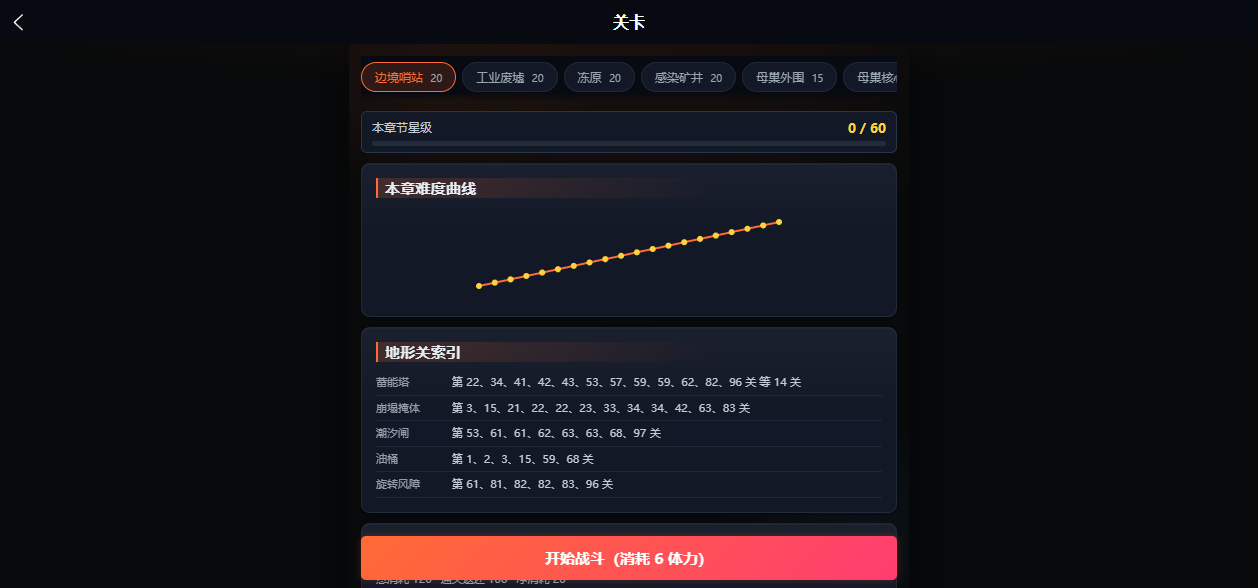 关卡
边境哨站 20 工业废墟 20 冻原 20 感染矿井 20 母巢外围 15 母巢核
本章节星级 0 / 60
本章难度曲线
地形关索引
蓄能塔 第 22、34、41、42、43、53、57、59、59、62、82、96 关 等 14 关
崩塌掩体 第 3、15、21、22、22、23、33、34、34、42、63、83 关
潮汐闸 第 53、61、61、62、63、63、68、97 关
油桶 第 1、2、3、15、59、68 关
旋转风障 第 61、81、82、82、83、96 关
开始战斗（消耗 6 体力）